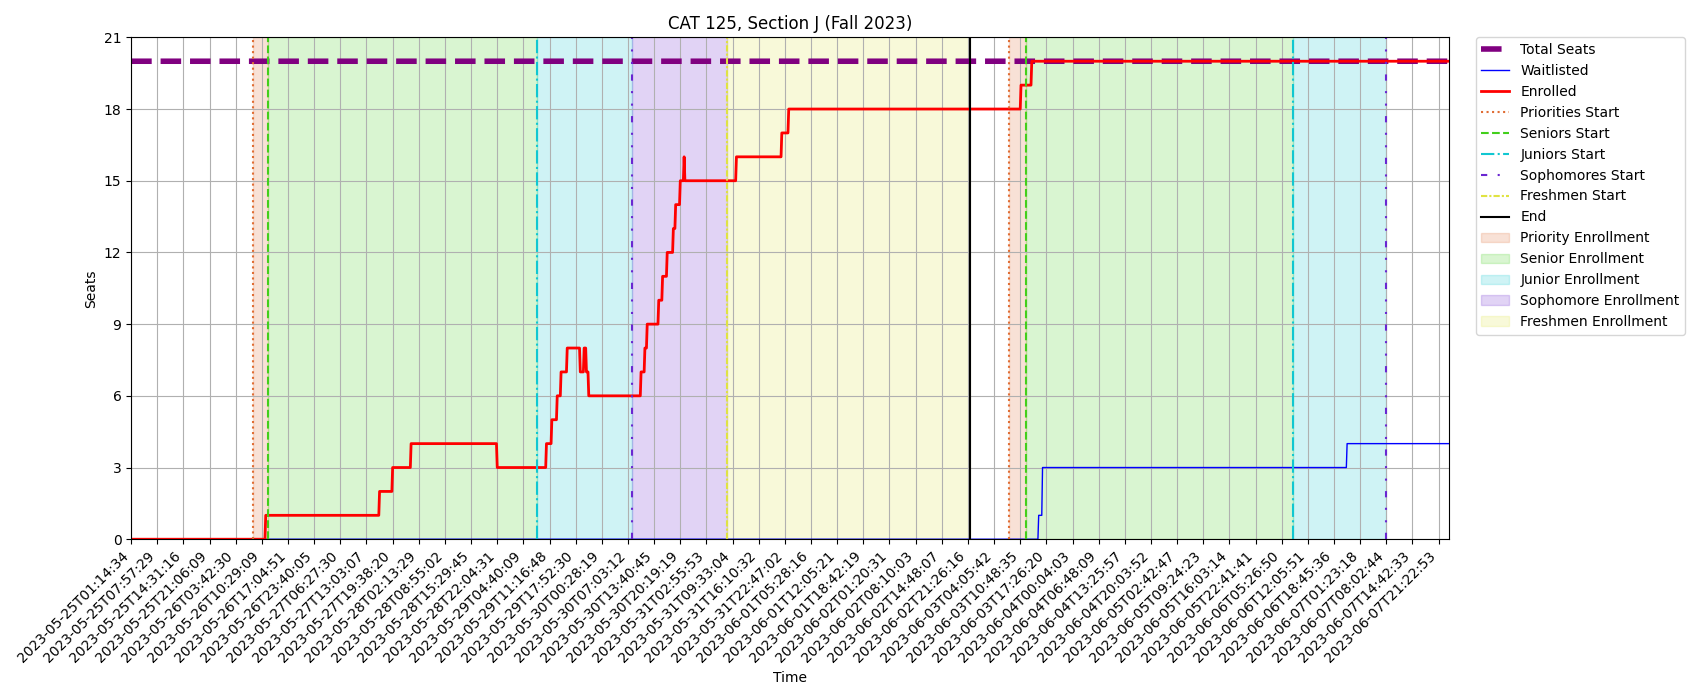 CAT 125, Section J (Fall 2023)
21
18
15
12
9
6
3
0
Seats
2023-05-25T01:14:34
2023-05-25T07:57:29
2023-05-25T14:31:16
2023-05-25T21:06:09
2023-05-26T03:42:30
2023-05-26T10:29:09
2023-05-26T17:04:51
2023-05-26T23:40:05
2023-05-27T06:27:30
2023-05-27T13:03:07
2023-05-27T19:38:20
2023-05-28T02:13:29
2023-05-28T08:55:02
2023-05-28T15:29:45
2023-05-28T22:04:31
2023-05-29T04:40:09
2023-05-29T11:16:48
2023-05-29T17:52:30
2023-05-30T00:28:19
2023-05-30T07:03:12
2023-05-30T13:40:45
2023-05-30T20:19:19
2023-05-31T02:55:53
2023-05-31T09:33:04
2023-05-31T16:10:32
2023-05-31T22:47:02
2023-06-01T05:28:16
2023-06-01T12:05:21
2023-06-01T18:42:19
2023-06-02T01:20:31
2023-06-02T08:10:03
2023-06-02T14:48:07
2023-06-02T21:26:16
2023-06-03T04:05:42
2023-06-03T10:48:35
2023-06-03T17:26:20
2023-06-04T00:04:03
2023-06-04T06:48:09
2023-06-04T13:25:57
2023-06-04T20:03:52
2023-06-05T02:42:47
2023-06-05T09:24:23
2023-06-05T16:03:14
2023-06-05T22:41:41
2023-06-06T05:26:50
2023-06-06T12:05:51
2023-06-06T18:45:36
2023-06-07T01:23:18
2023-06-07T08:02:44
2023-06-07T14:42:33
2023-06-07T21:22:53
Time
Total Seats
Waitlisted
Enrolled
Priorities Start
Seniors Start
Juniors Start
Sophomores Start
Freshmen Start
End
Priority Enrollment
Senior Enrollment
Junior Enrollment
Sophomore Enrollment
Freshmen Enrollment